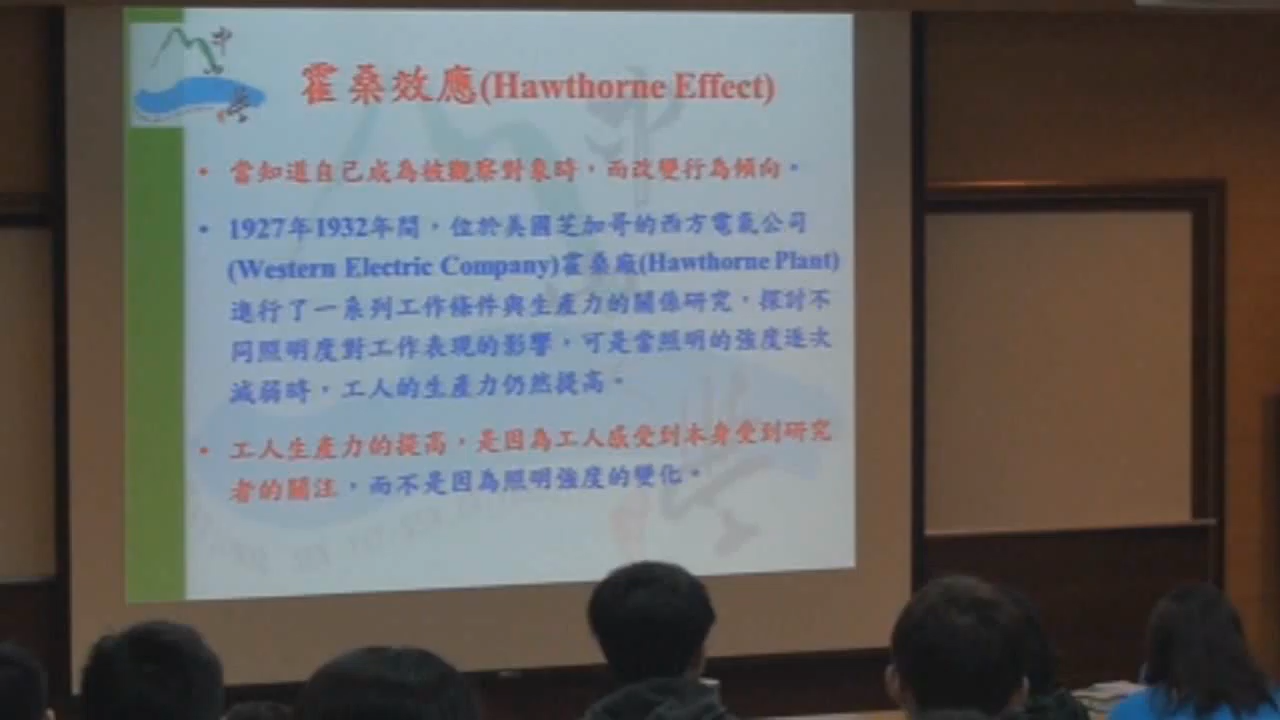 霍桑效應(Hawthorne Effect)
• 當知道自己成為被觀察對象時，而改變行為傾向。
• 1927年1932年間，位於美國芝加哥的西方電氣公司
(Western Electric Company)霍桑廠(Hawthorne Plant)
進行了一系列工作條件與生產力的關係研究，探討不
同照明度對工作表現的影響，可是當照明的強度逐次
減弱時，工人的生產力仍然提高。
• 工人生產力的提高，是因為工人感受到本身受到研究
者的關注，而不是因為照明強度的變化。